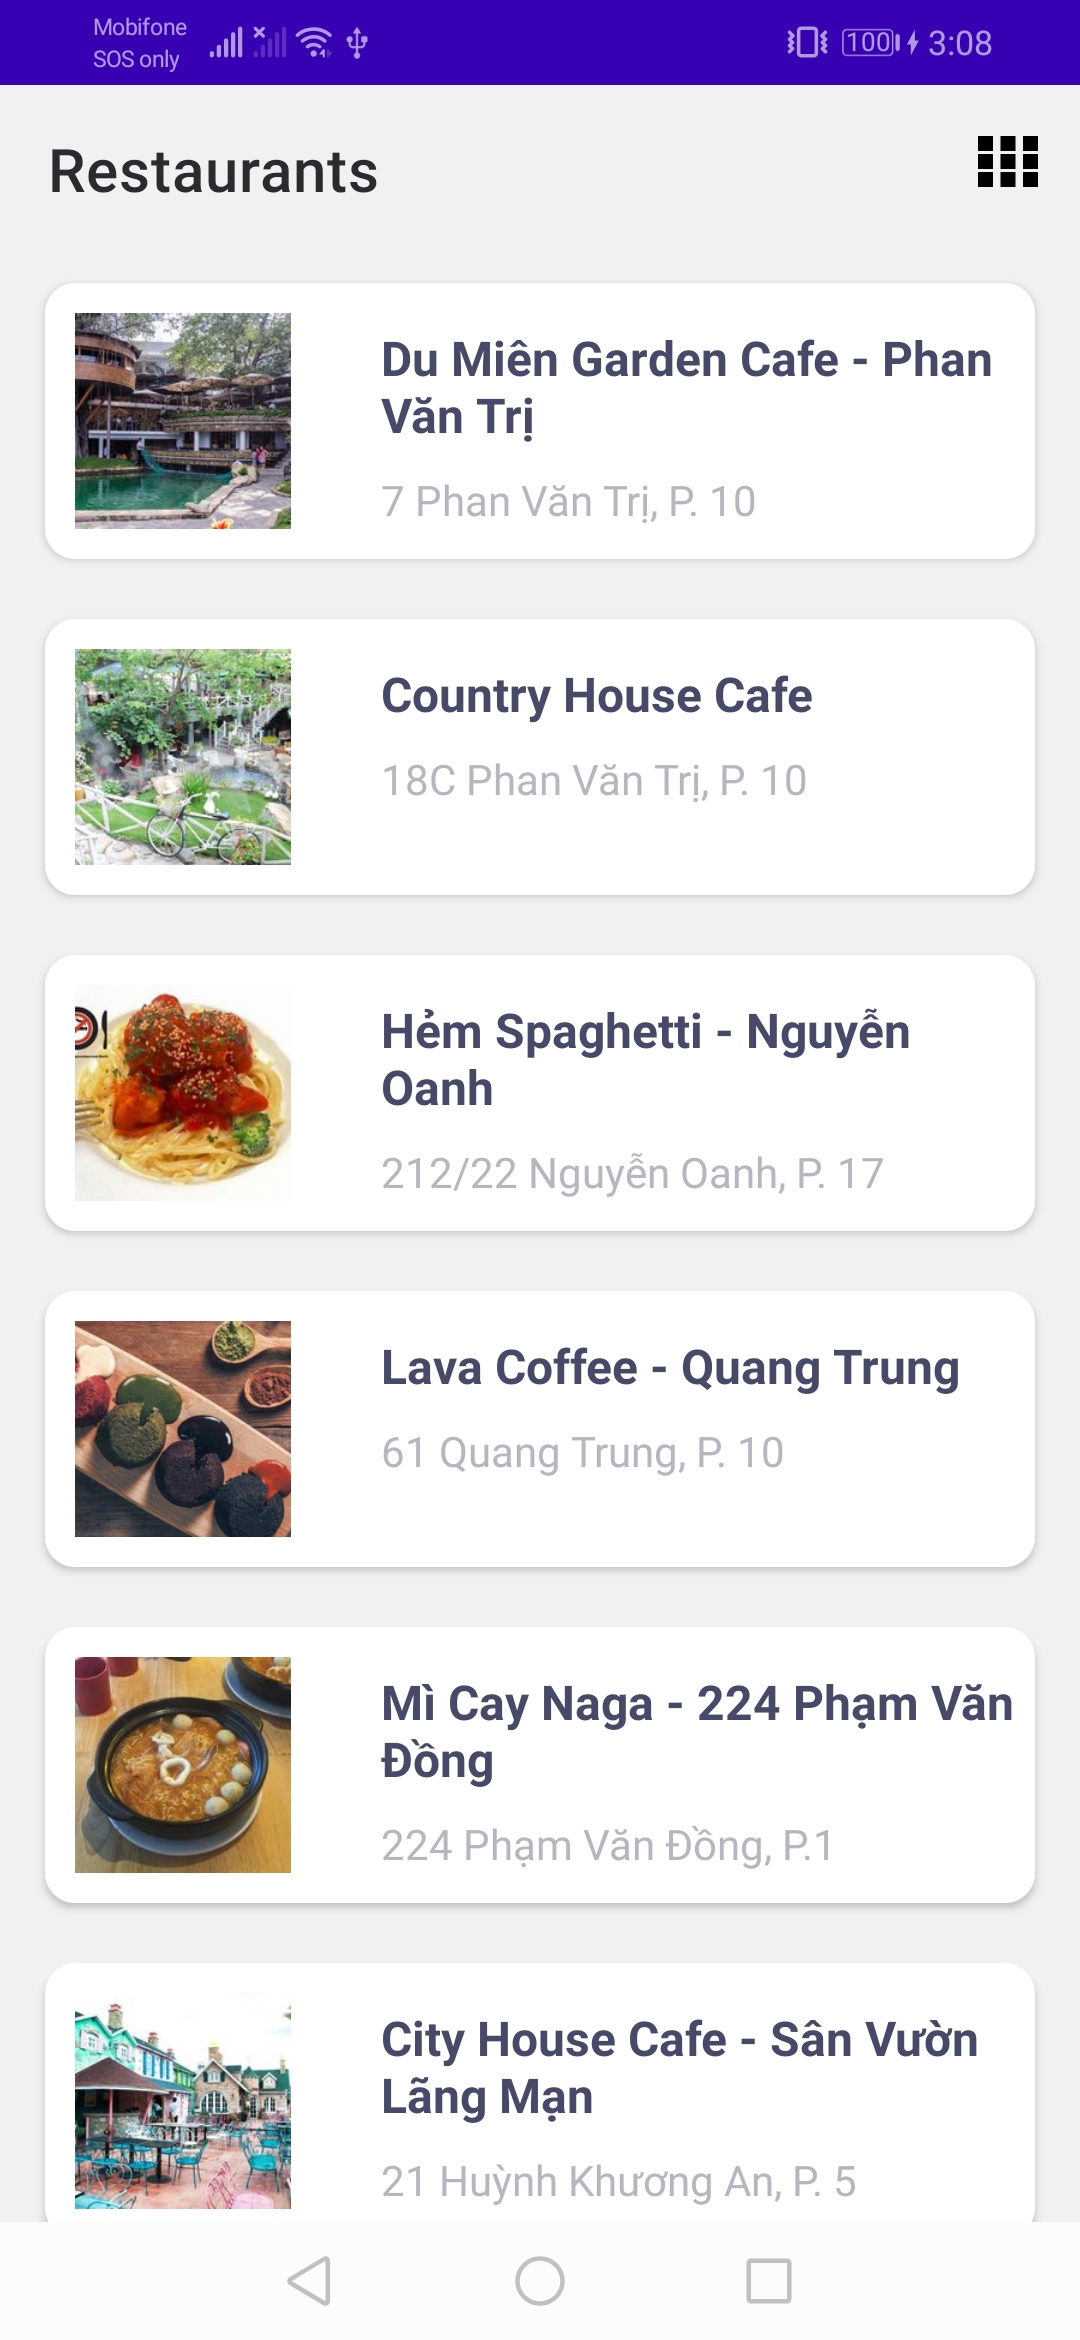 Mobifone
SOS only
100
3:08
Restaurants
Du Miên Garden Cafe - Phan
Văn Trị
7 Phan Văn Trị, P. 10
Country House Cafe
18C Phan Văn Trị, P. 10
Hẻm Spaghetti - Nguyễn
Oanh
212/22 Nguyễn Oanh, P. 17
Lava Coffee - Quang Trung
61 Quang Trung, P. 10
Mì Cay Naga - 224 Phạm Văn
Đồng
224 Phạm Văn Đồng, P.1
City House Cafe - Sân Vườn
Lãng Mạn
21 Huỳnh Khương An, P. 5